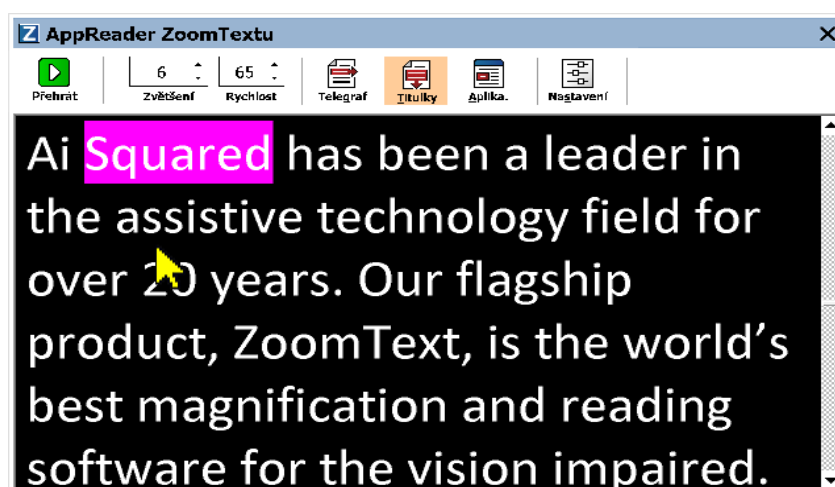 AppReader ZoomTextu
6 65
Přehrát Zvětšení Rychlost Telegraf Titulky Aplika. Nastavení
Ai Squared has been a leader in
the assistive technology field for
over 20 years. Our flagship
product, ZoomText, is the world’s
best magnification and reading
software for the vision impaired.